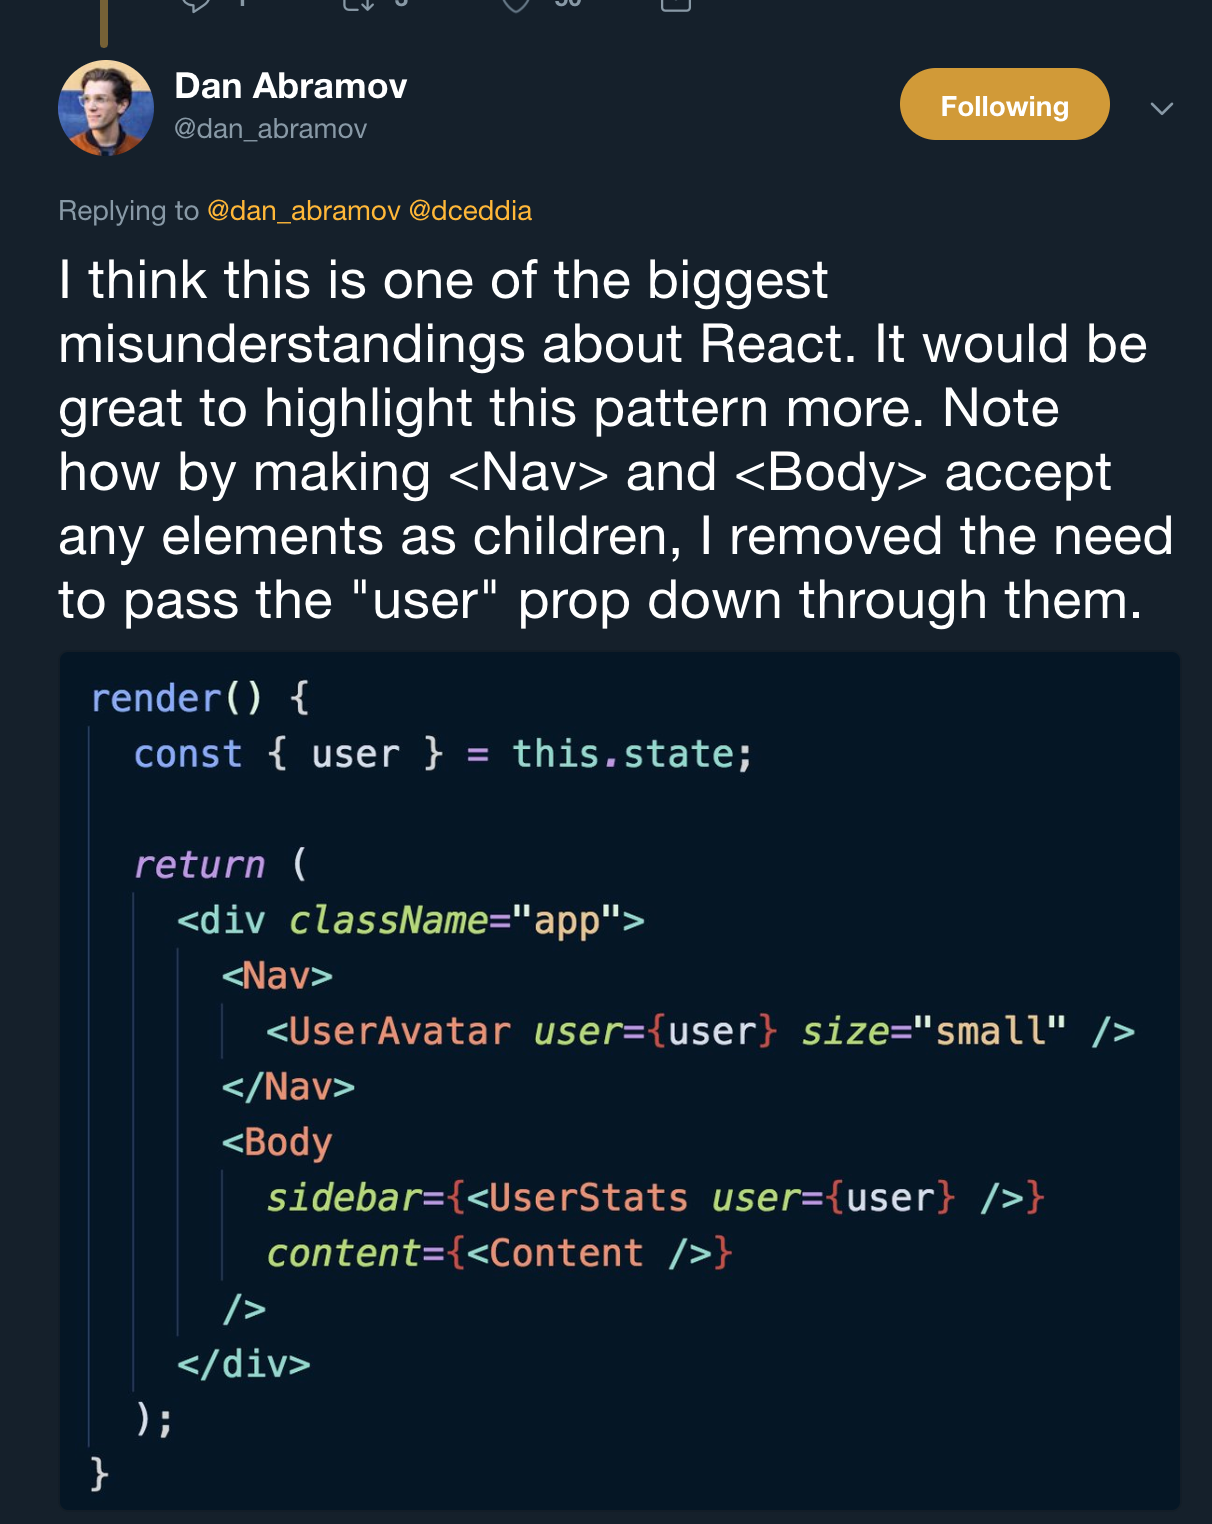 Dan Abramov
@dan_abramov
Following
Replying to @dan_abramov @dceddia
I think this is one of the biggest
misunderstandings about React. It would be
great to highlight this pattern more. Note
how by making <Nav> and <Body> accept
any elements as children, I removed the need
to pass the "user" prop down through them.
render() {
  const { user } = this.state;
  return (
    <div className="app">
      <Nav>
        <UserAvatar user={user} size="small" />
      </Nav>
      <Body
        sidebar={<UserStats user={user} />}
        content={<Content />}
      />
    </div>
  );
}